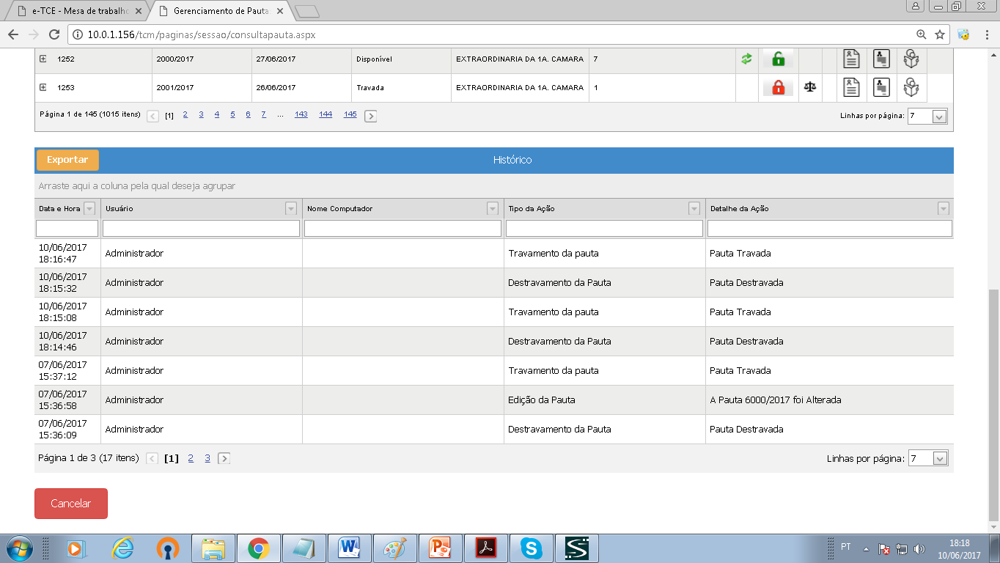 e-TCE - Mesa de trabalho
Gerenciamento de Pautas
10.0.1.156/tcm/paginas/sessao/consultapauta.aspx
1252 2000/2017 27/06/2017 Disponível EXTRAORDINARIA DA 1A. CAMARA 7
1253 2001/2017 26/06/2017 Travada EXTRAORDINARIA DA 1A. CAMARA 1
Página 1 de 145 (1015 itens) [1] 2 3 4 5 6 7 ... 143 144 145 Linhas por página: 7
Exportar Histórico
Arraste aqui a coluna pela qual deseja agrupar
Data e Hora Usuário Nome Computador Tipo da Ação Detalhe da Ação
10/06/2017
18:16:47 Administrador Travamento da pauta Pauta Travada
10/06/2017
18:15:32 Administrador Destravamento da Pauta Pauta Destravada
10/06/2017
18:15:08 Administrador Travamento da pauta Pauta Travada
10/06/2017
18:14:46 Administrador Destravamento da Pauta Pauta Destravada
07/06/2017
15:37:12 Administrador Travamento da pauta Pauta Travada
07/06/2017
15:36:58 Administrador Edição da Pauta A Pauta 6000/2017 foi Alterada
07/06/2017
15:36:09 Administrador Destravamento da Pauta Pauta Destravada
Página 1 de 3 (17 itens) [1] 2 3 Linhas por página: 7
Cancelar
PT 18:18
10/06/2017